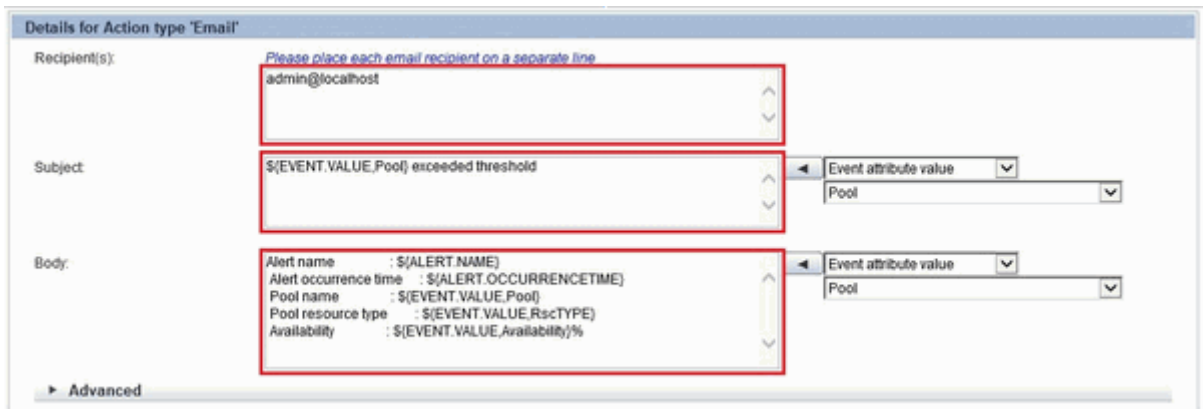 Details for Action type 'Email'
Recipient(s):
Please place each email recipient on a separate line
admin@localhost
Subject:
${EVENT.VALUE,Pool} exceeded threshold
Event attribute value
Pool
Body:
Alert name : ${ALERT.NAME}
Alert occurrence time : ${ALERT.OCCURRENCETIME}
Pool name : ${EVENT.VALUE,Pool}
Pool resource type : ${EVENT.VALUE,RscTYPE}
Availability : ${EVENT.VALUE,Availability}%
Event attribute value
Pool
Advanced